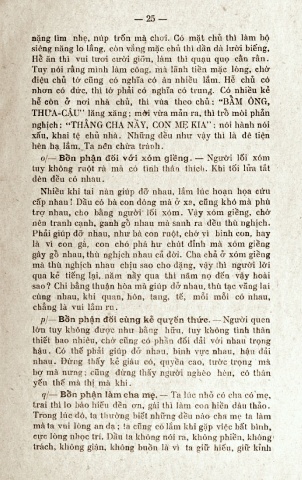 — 25 —
nặng tìm nhẹ, núp trốn mà chơi. Có mặt chủ thì làm hộ
siêng năng lo lắng, còn vắng mặc chủ thì dần dà lười biếng,
Hễ ăn thì vui tươi cười giỡn, làm thì quạu quọ cằn rằn.
Tuy nói rằng mình làm công, mà lãnh tiền mặc lòng, chớ
điệu chủ tớ cũng có nghĩa có ân nhiều lắm. Hễ chủ có
nhơn có đức, thì tớ phải có nghĩa có trung. Có nhiều kẻ
hễ còn ở nơi nhà chủ, thì vùa theo chủ: "BẨM ÔNG,
THƯA-CẬU" lăng xăng; mới vừa mản ra, thì trở mòi phản
nghịch: "THẰNG CHA NẦY, CON MẸ KIA"; nói hành nói
xấu, khai tệ chủ nhà. Những đều như vậy thì là đê tiện
hèn hạ lắm, Ta nên chừa tránh.
o/— Bồn phận đối với xóm giềng. — Người lối xóm
tuy không ruột rà mà có tình thân thích. Khi tối lửa tắt
đèn đều có nhau.
Nhiều khi tai nàn giúp đỡ nhau, lắm lúc hoạn họa cứu
cấp nhau! Dầu có bà con dòng mà ở xa, cũng khó mà phù
trợ nhau, cho bằng người lối xóm. Vậy xóm giềng, chớ
nên tranh cạnh, ganh gổ nhau mà sanh ra đều thù nghịch.
Phải giúp đỡ nhau, như bà con ruột, chớ vì binh con, hay
là vì con gà, con chó phá hư chút đỉnh mà xóm giềng
gây gổ nhau, thù nghịch nhau cả đời. Cha chả ở xóm giềng
mà thù nghịch nhau chịu sao cho đặng, vậy thì người lối
qua kẻ tiếng lại, năm nầy qua thì năm nọ đến vậy hoài
sao? Chi bằng thuận hòa mà giúp đỡ nhau, thù tạc vãng lai
cùng nhau, khi quan, hôn, tang, tế, mỗi mỗi có nhau,
chẳng là vui lắm ru.
p/— Bồn phận đối cùng kẻ quyền thức. — Người quen
lớn tuy không được như bằng hữu, tuy không tình thân
thiết bao nhiêu, chớ cũng có phần đối đãi với nhau trọng
hậu. Có thể phải giúp đỡ nhau, binh vực nhau, hậu đãi
nhau. Đừng thấy kẻ giàu có, quyền cao, tước trọng mà
bợ mà nưng; cũng đừng thấy người nghèo hèn, có thân
yếu thế mà thị mà khi.
q/— Bồn phận làm cha mẹ. — Ta lúc nhỏ có cha có mẹ,
trai thì lo báo hiếu đền ơn, gái thì làm con hiền dâu thảo.
Trong lúc đó, ta thường biết những đều nào cha mẹ ta làm
mà ta vui lòng an dạ; ta cũng có lắm khi gặp việc bất bình,
cực lòng nhọc trí. Dầu ta không nói ra, không phiền, không
trách, không giận, không buồn là vì ta giữ hiếu, giữ kỉnh